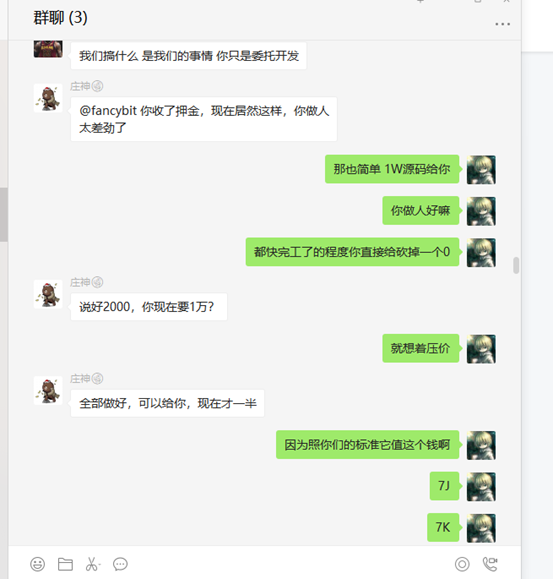 群聊 (3)
我们搞什么 是我们的事情 你只是委托开发
庄神④
@fancybit 你收了押金，现在居然这样，你做人
太差劲了
那也简单 1W源码给你
你做人好嘛
都快完工了的程度你直接给砍掉一个0
庄神④
说好2000，你现在要1万？
就想着压价
庄神④
全部做好，可以给你，现在才一半
因为照你们的标准它值这个钱啊
7J
7K